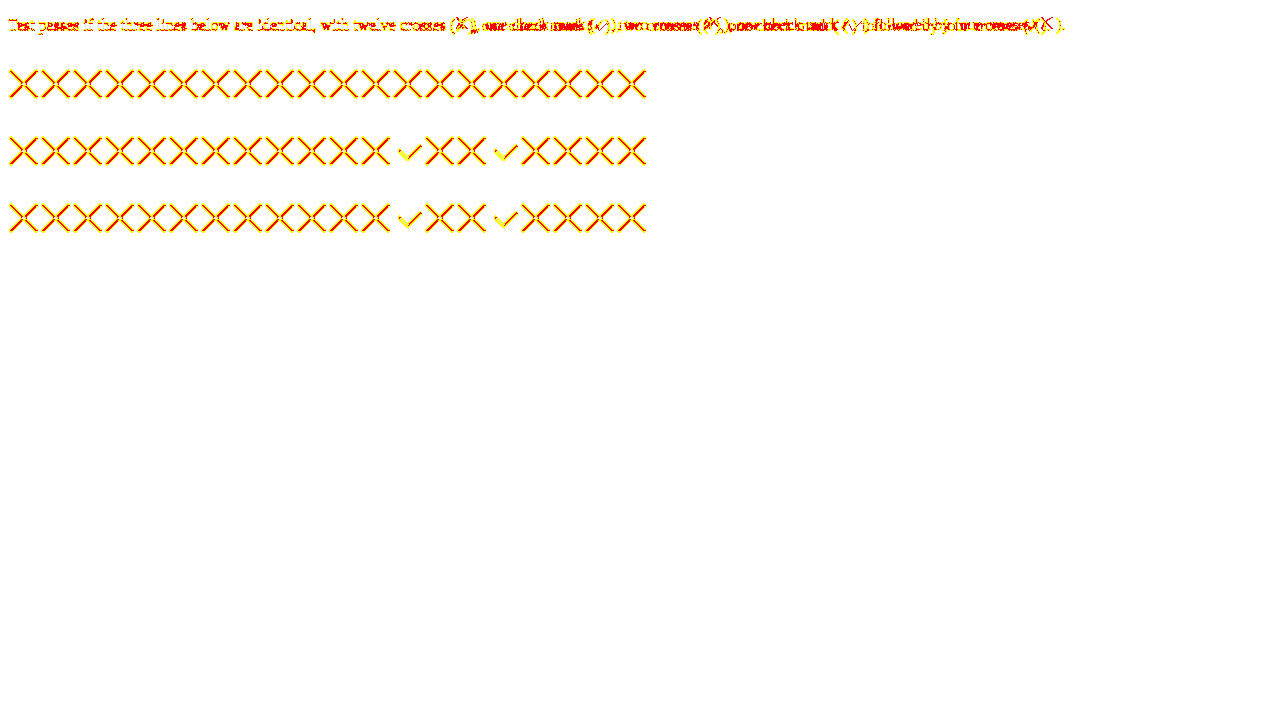 Test passes if the three lines below are identical, with twelve crosses (╳), one check mark (✓), two crosses (╳), one check mark (✓) followed by four crosses (╳).
╳╳╳╳╳╳╳╳╳╳╳╳╳╳╳╳╳╳╳╳
╳╳╳╳╳╳╳╳╳╳╳╳✓╳╳✓╳╳╳╳
╳╳╳╳╳╳╳╳╳╳╳╳✓╳╳✓╳╳╳╳